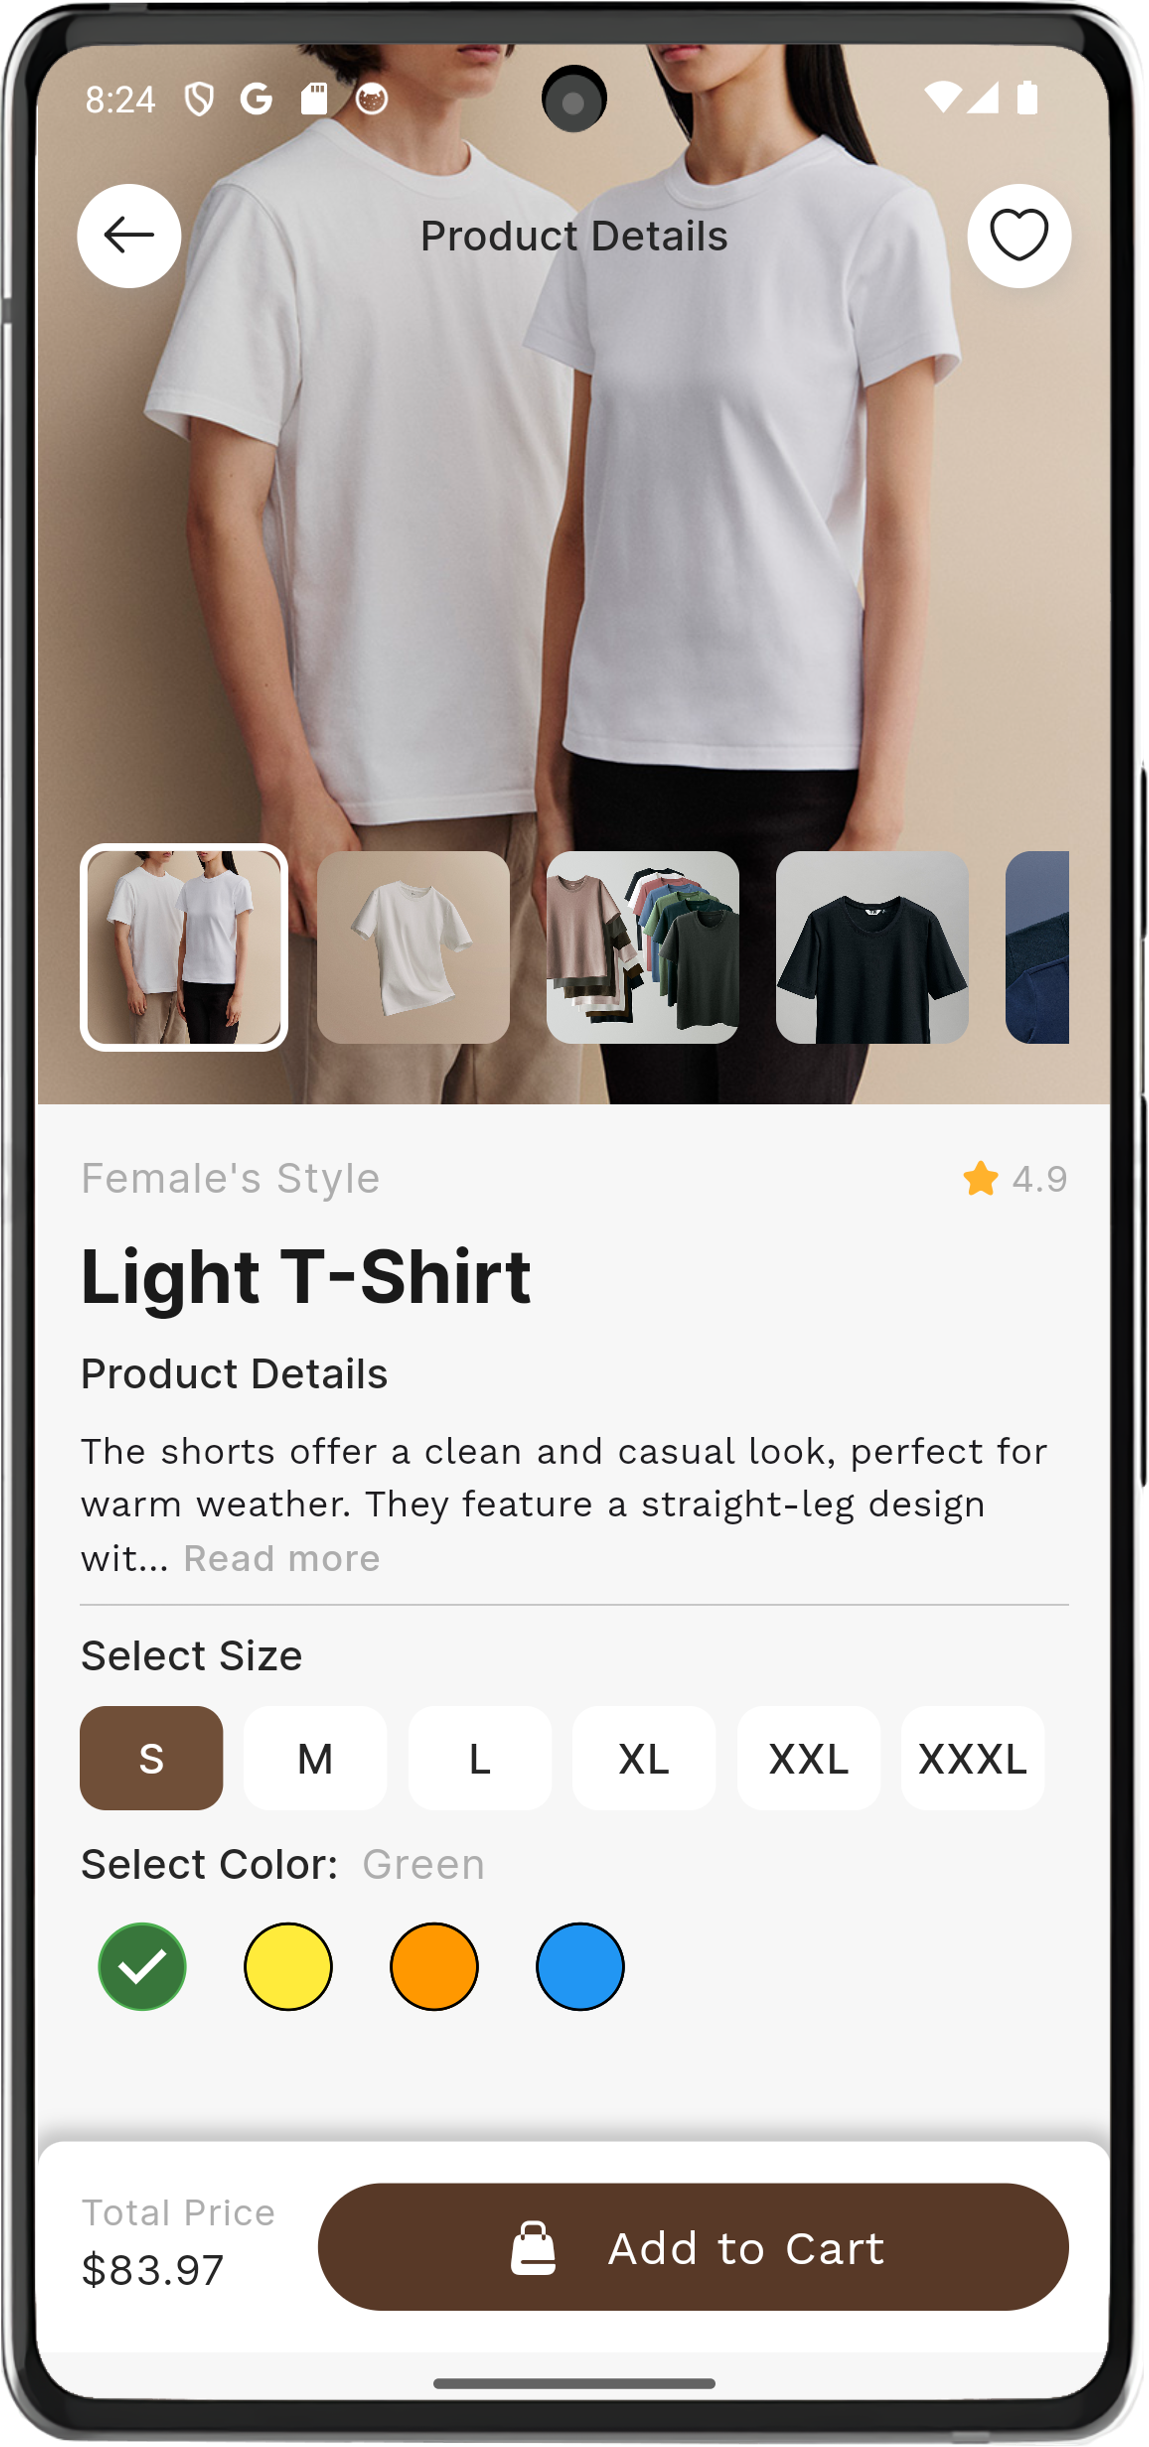 8:24
Product Details
Female's Style
4.9
Light T-Shirt
Product Details
The shorts offer a clean and casual look, perfect for
warm weather. They feature a straight-leg design
wit... Read more
Select Size
S M L XL XXL XXXL
Select Color: Green
Total Price
$83.97
Add to Cart